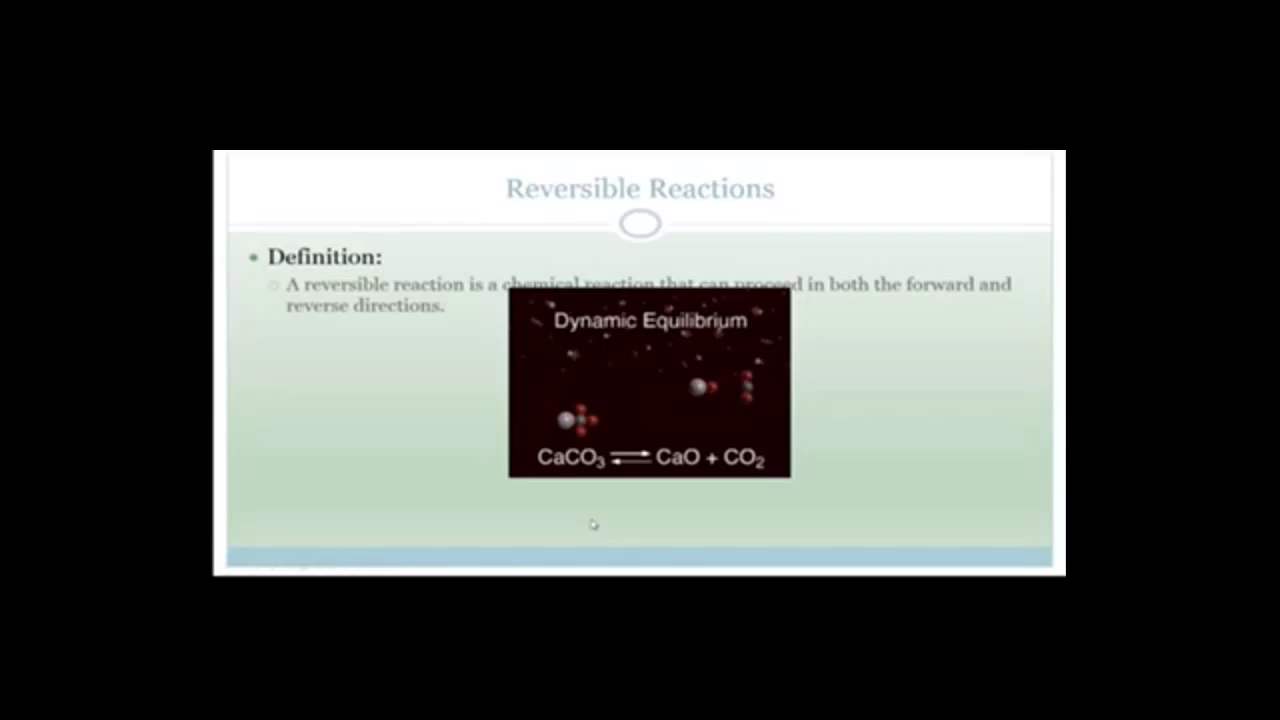 Reversible Reactions
Definition:
A reversible reaction is a chemical reaction that can proceed in both the forward and
reverse directions.
Dynamic Equilibrium
CaCO₃ ⇌ CaO + CO₂